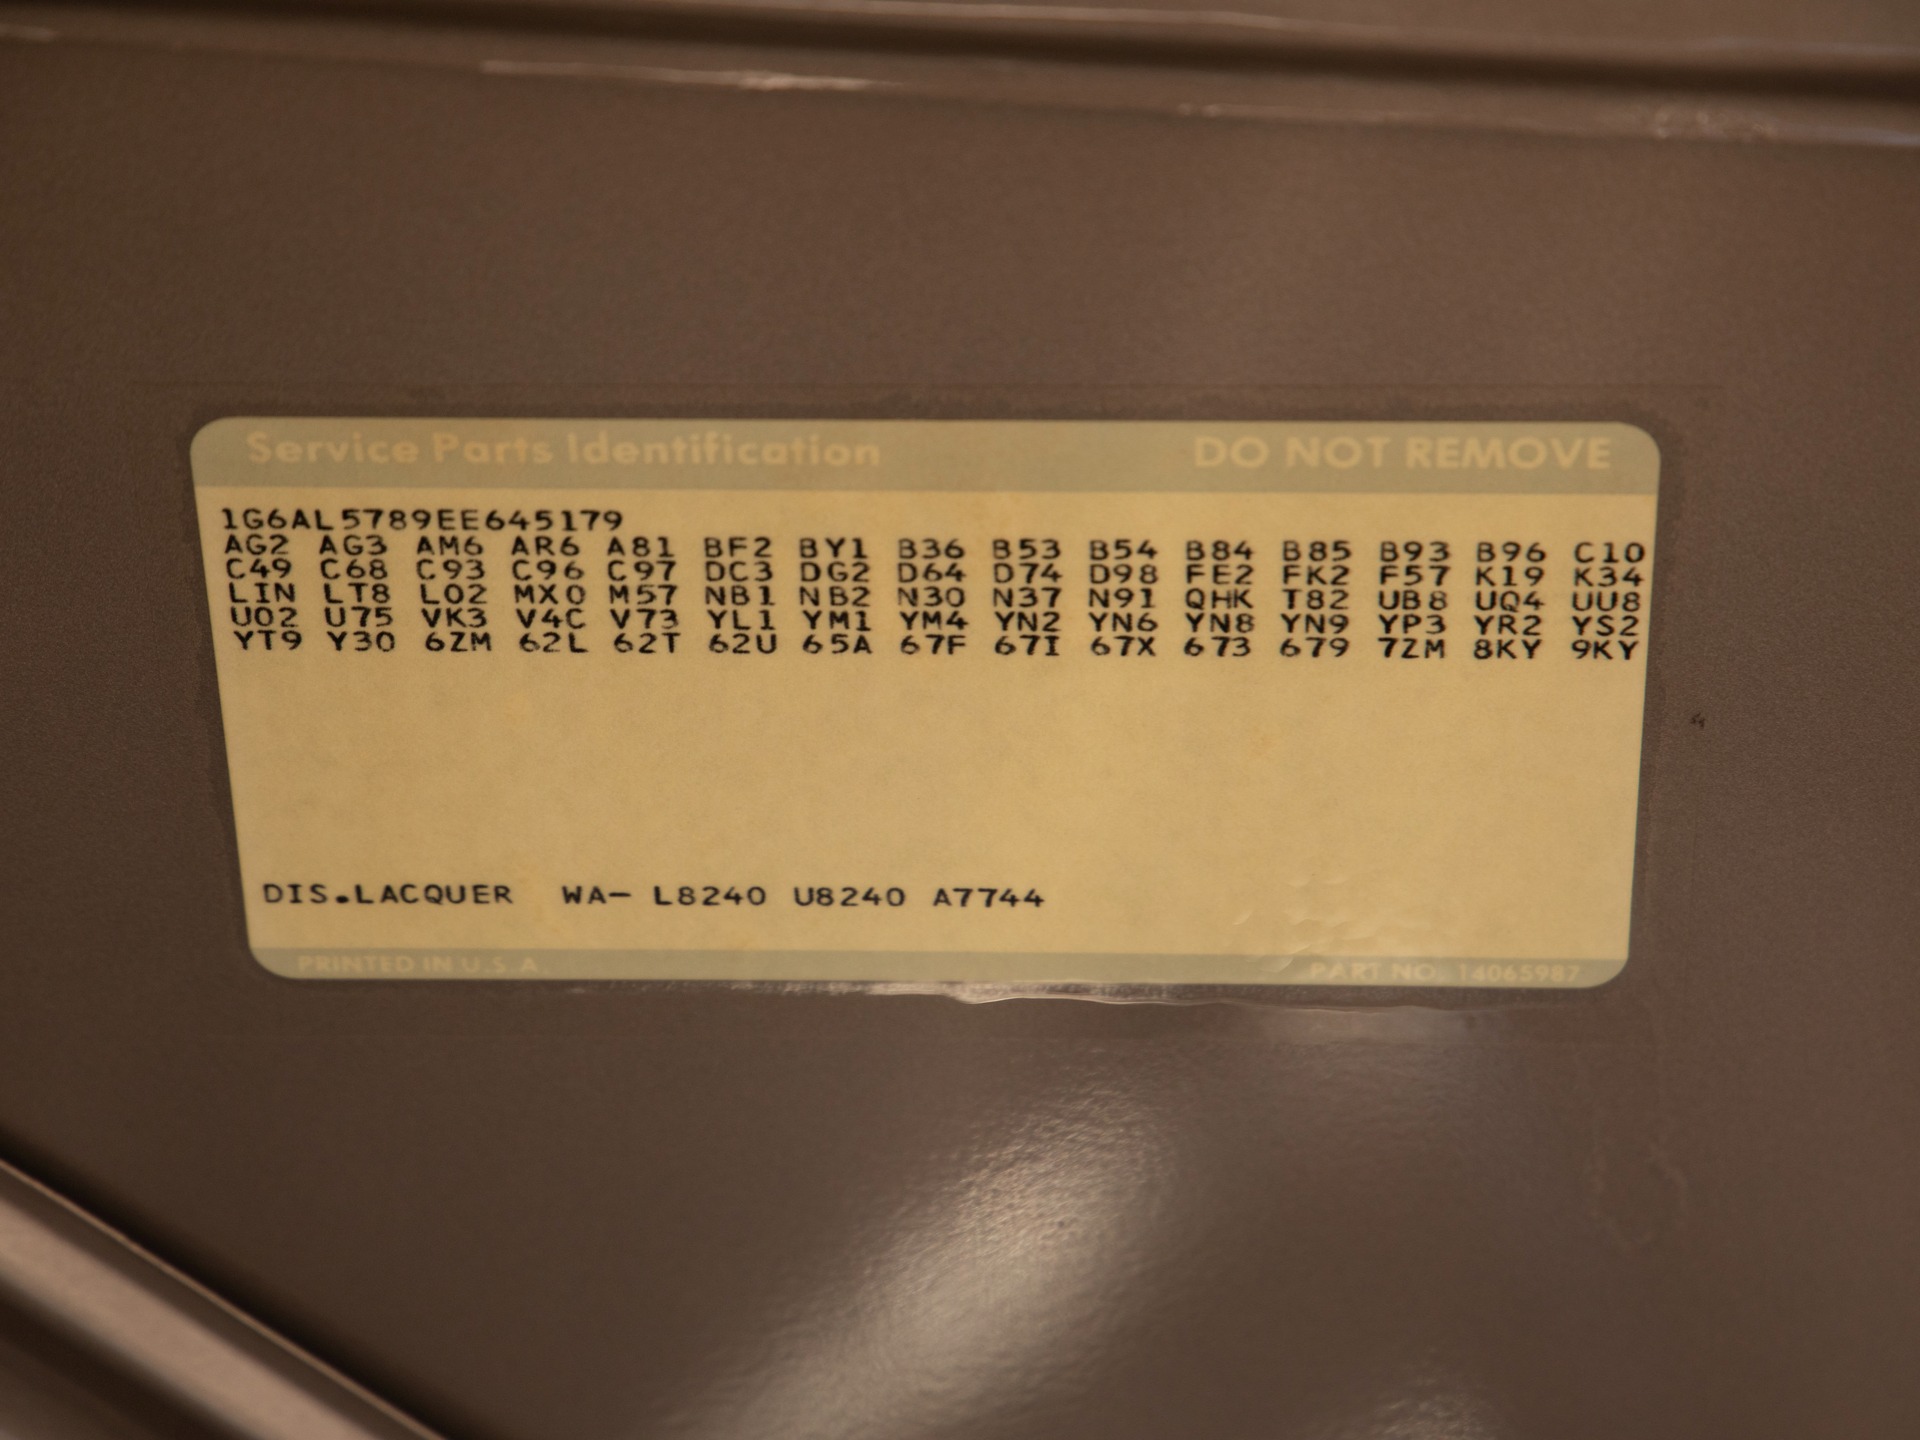 Service Parts Identification DO NOT REMOVE
1G6AL5789EE645179
AG2 AG3 AM6 AR6 A81 BF2 BY1 B36 B53 B54 B84 B85 B93 B96 C10
C49 C68 C93 C96 C97 DC3 DG2 D64 D74 D98 FE2 FK2 F57 K19 K34
LIN LT8 L02 MX0 M57 NB1 NB2 N30 N37 N91 QHK T82 UB8 UQ4 UU8
U02 U75 VK3 V4C V73 YL1 YM1 YM4 YN2 YN6 YN8 YN9 YP3 YR2 YS2
YT9 Y30 6ZM 62L 62T 62U 65A 67F 67I 67X 673 679 7ZM 8KY 9KY
DIS.LACQUER WA- L8240 U8240 A7744
PRINTED IN U.S.A. PART NO. 14065987